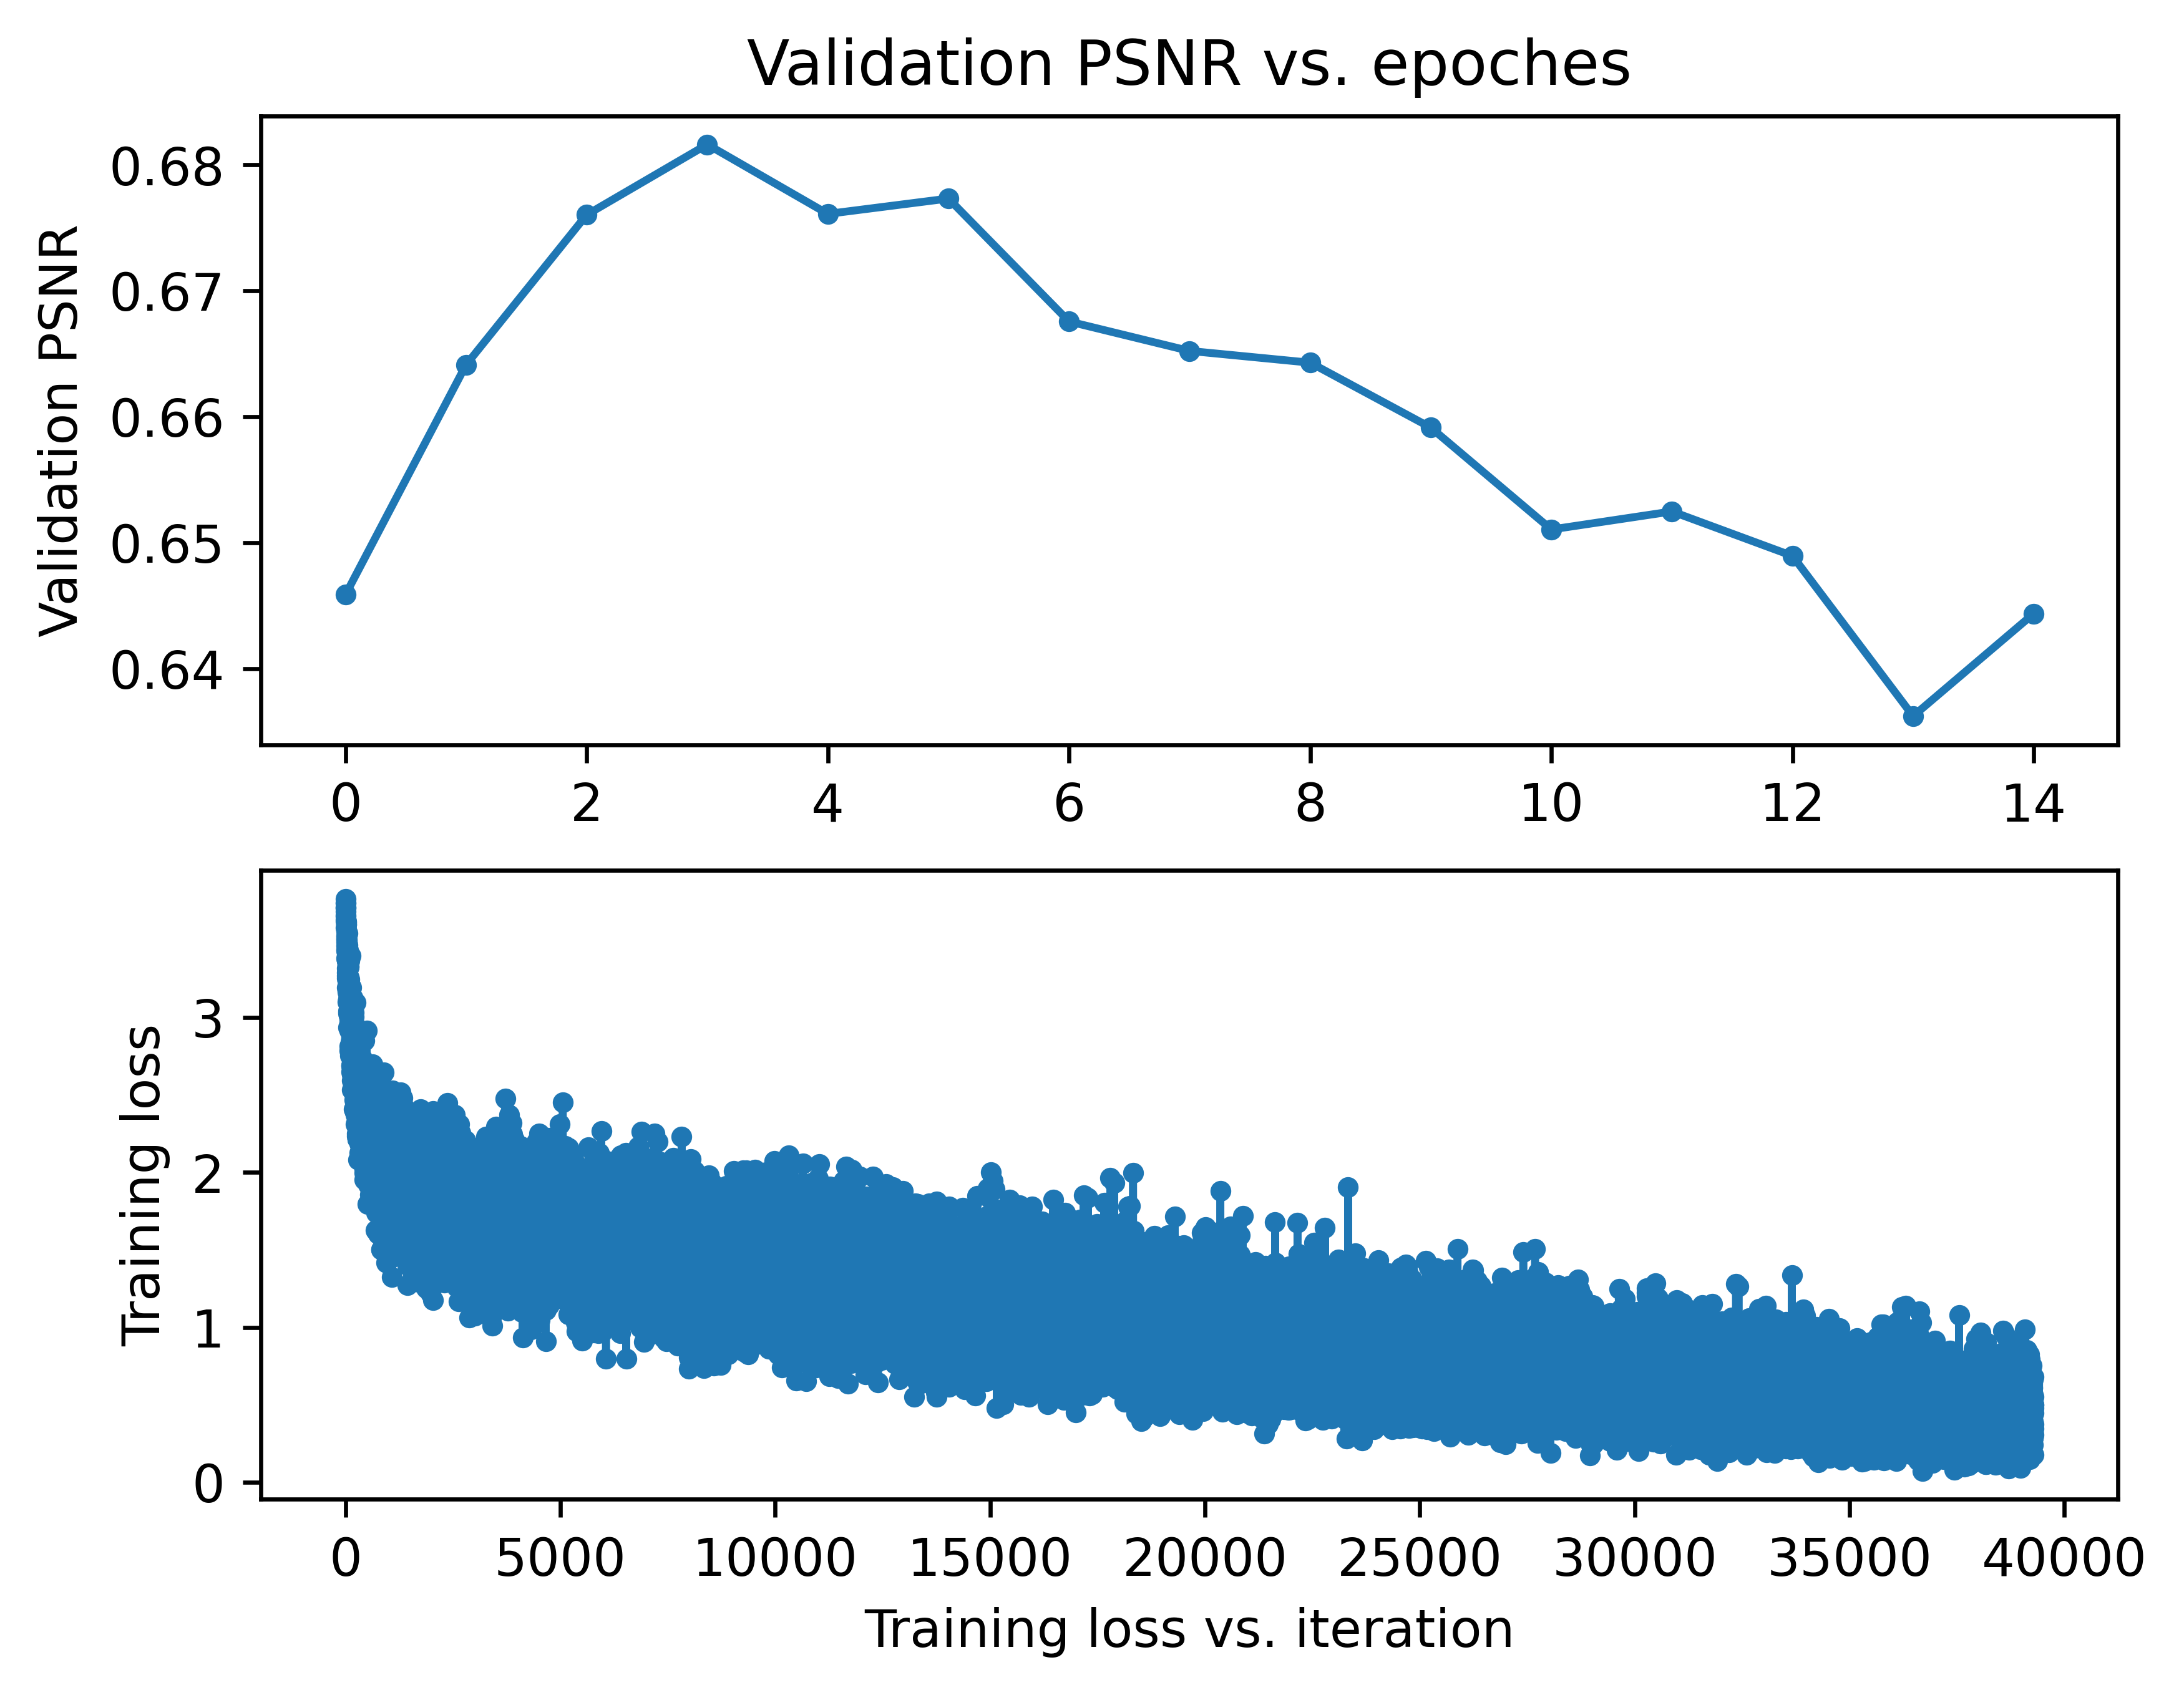 Validation PSNR vs. epoches
Validation PSNR
0.68
0.67
0.66
0.65
0.64
0 2 4 6 8 10 12 14
Training loss
3
2
1
0
0 5000 10000 15000 20000 25000 30000 35000 40000
Training loss vs. iteration